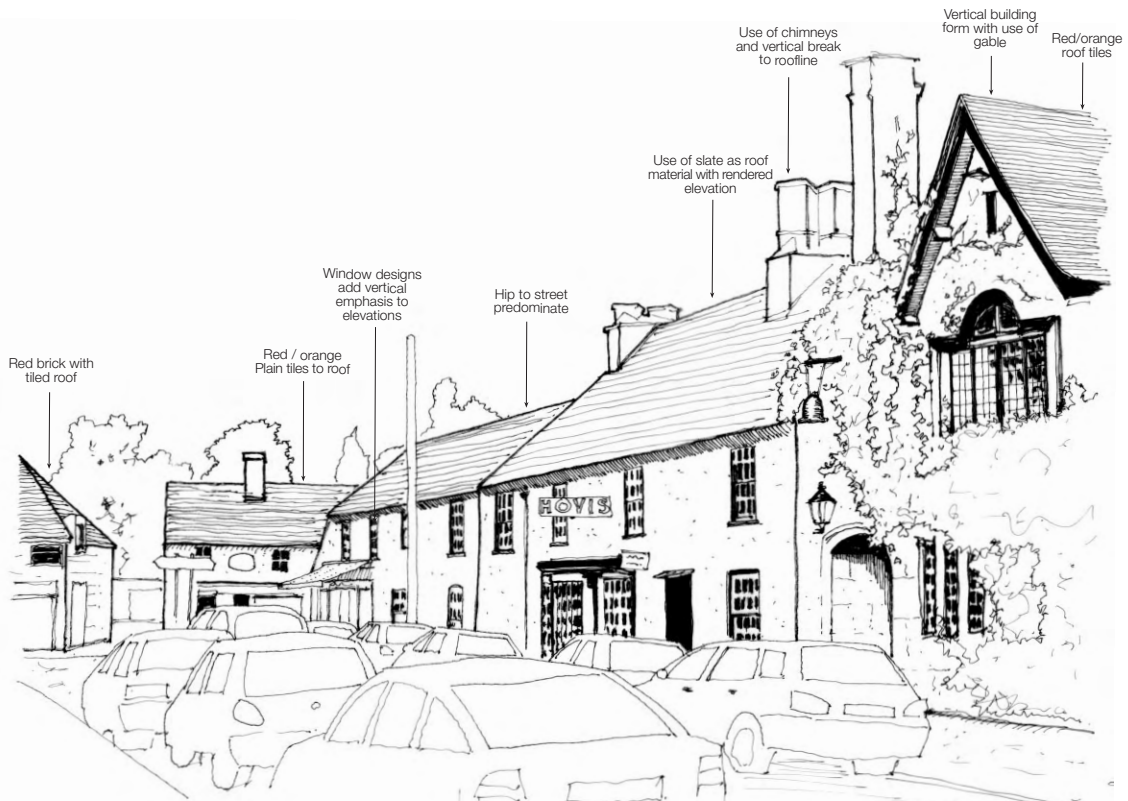 Vertical building
form with use of
gable
Red/orange
roof tiles
Use of chimneys
and vertical break
to roofline
Use of slate as roof
material with rendered
elevation
Window designs
add vertical
emphasis to
elevations
Hip to street
predominate
Red / orange
Plain tiles to roof
Red brick with
tiled roof
HOVIS